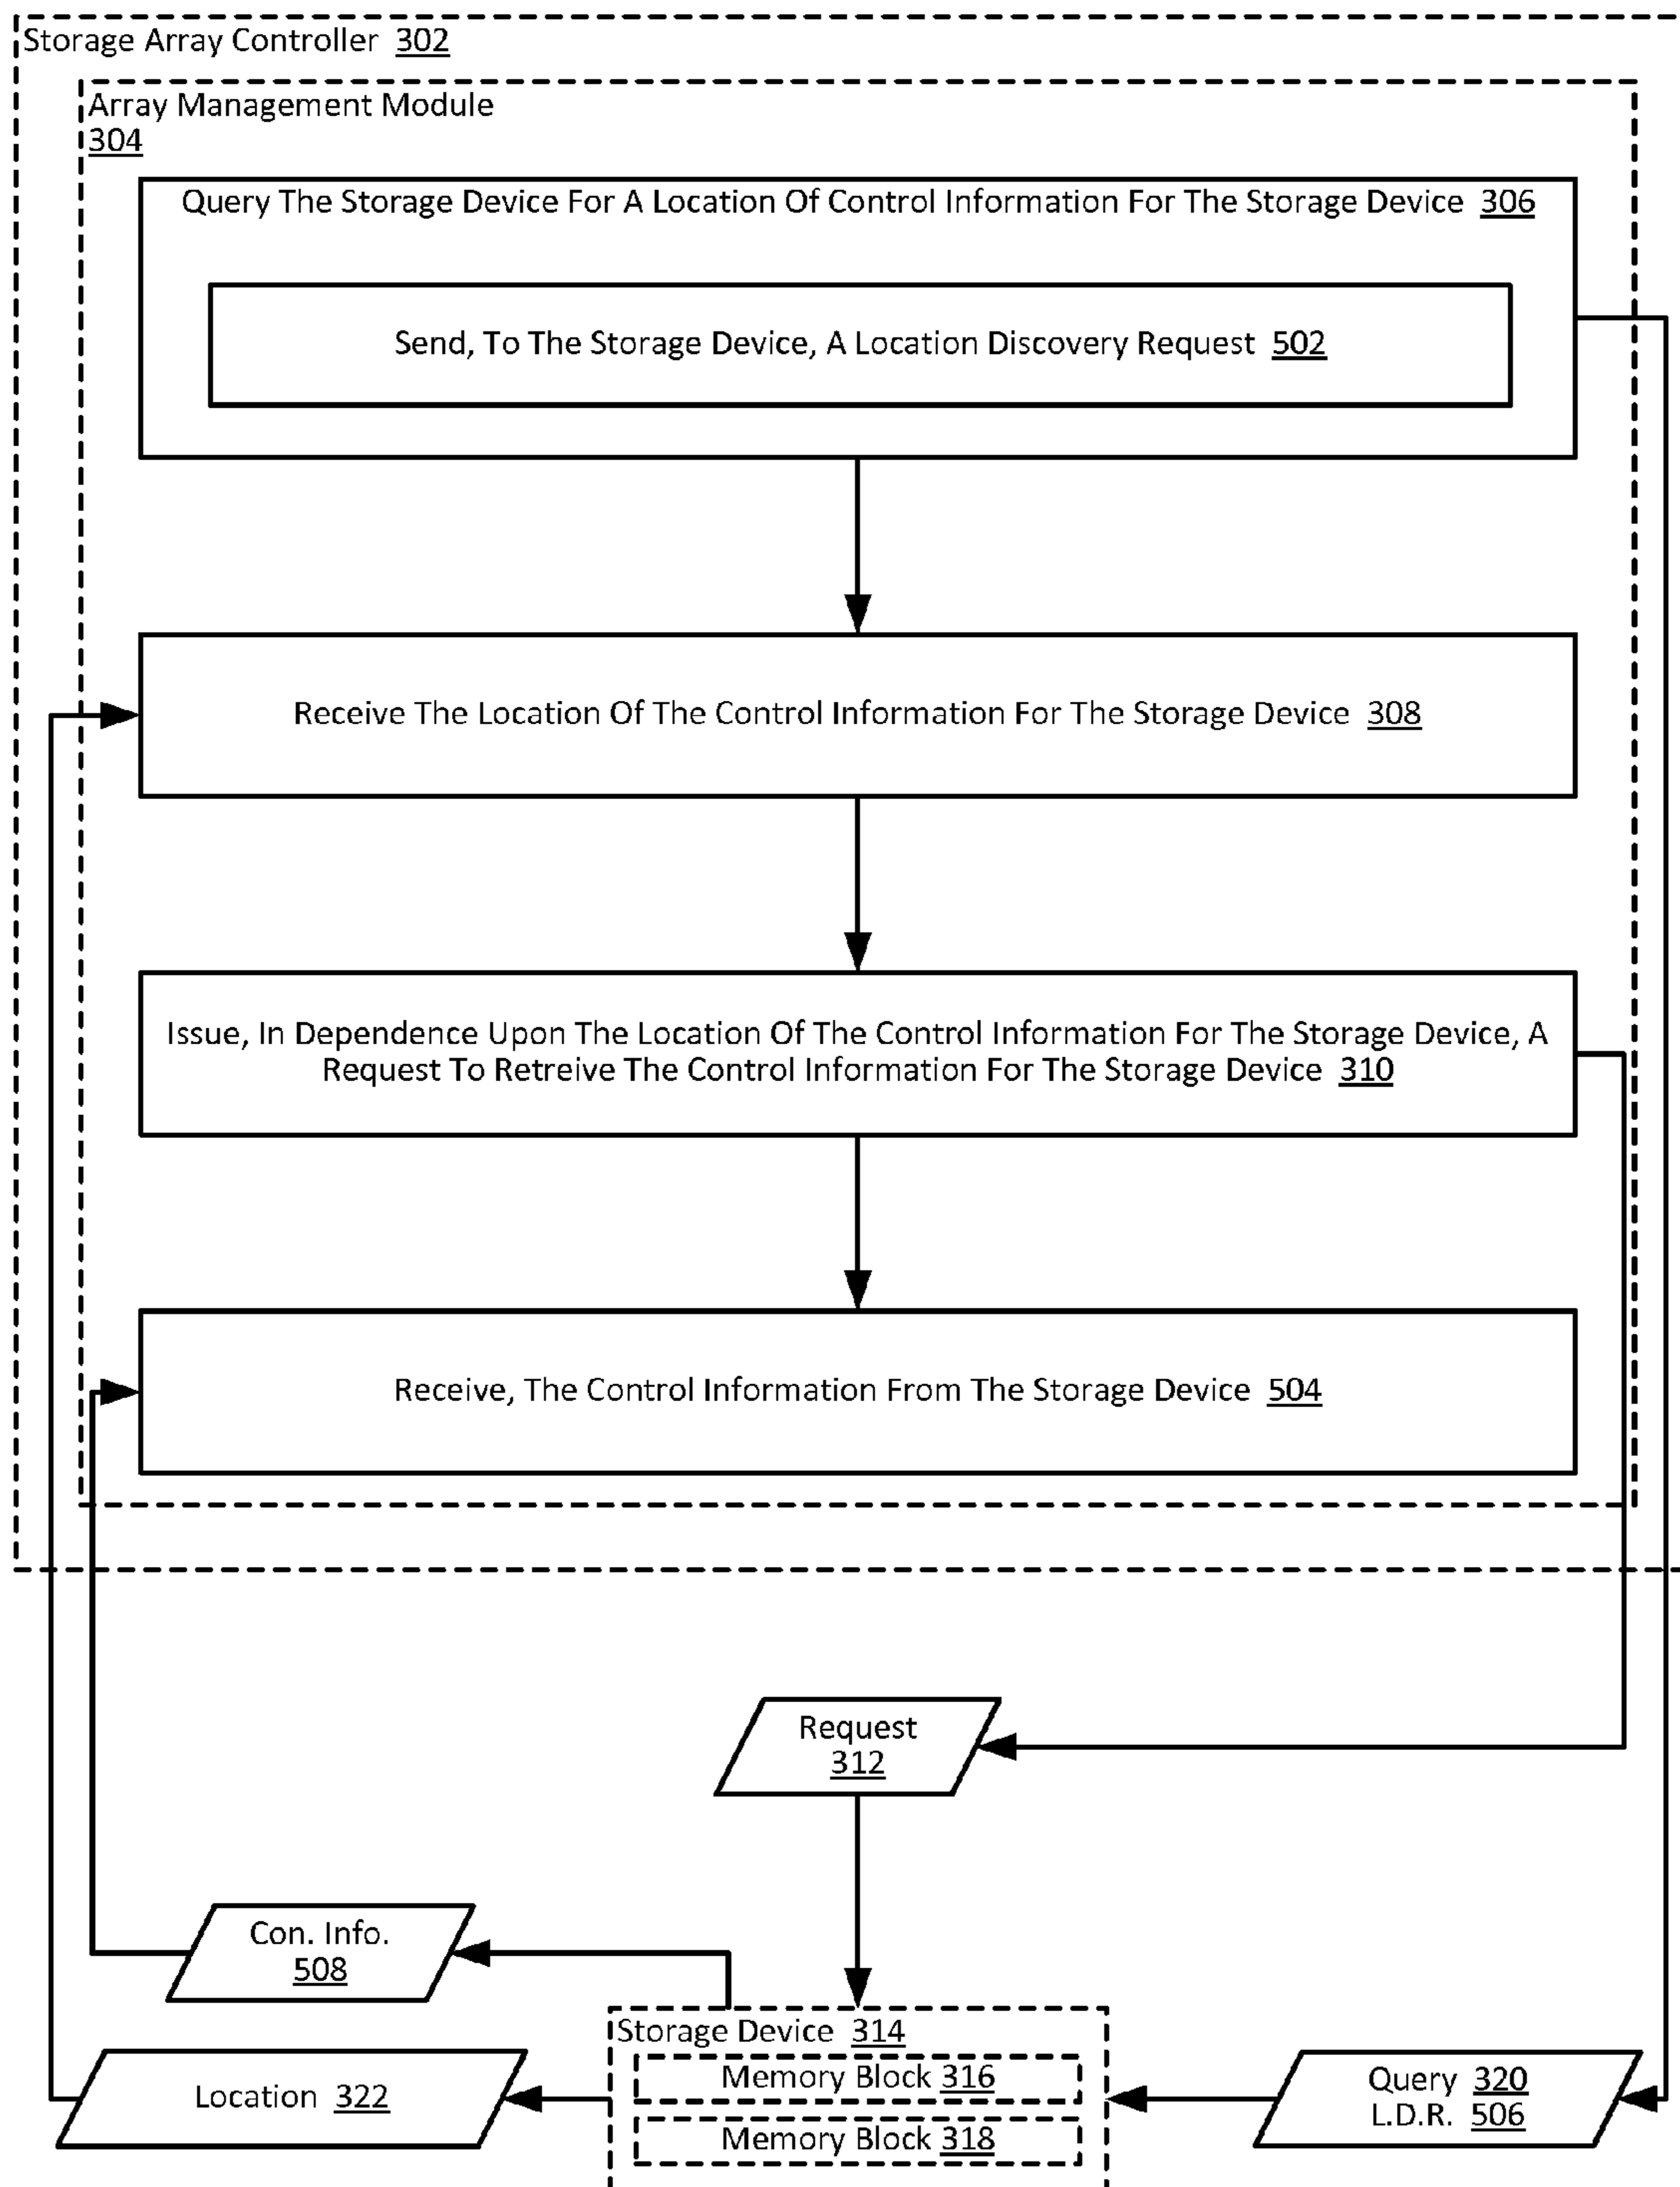 Storage Array Controller 302
Array Management Module
304
Query The Storage Device For A Location Of Control Information For The Storage Device 306
Send, To The Storage Device, A Location Discovery Request 502
Receive The Location Of The Control Information For The Storage Device 308
Issue, In Dependence Upon The Location Of The Control Information For The Storage Device, A
Request To Retreive The Control Information For The Storage Device 310
Receive, The Control Information From The Storage Device 504
Request
312
Con. Info.
508
Storage Device 314
Memory Block 316
Memory Block 318
Location 322
Query 320
L.D.R. 506